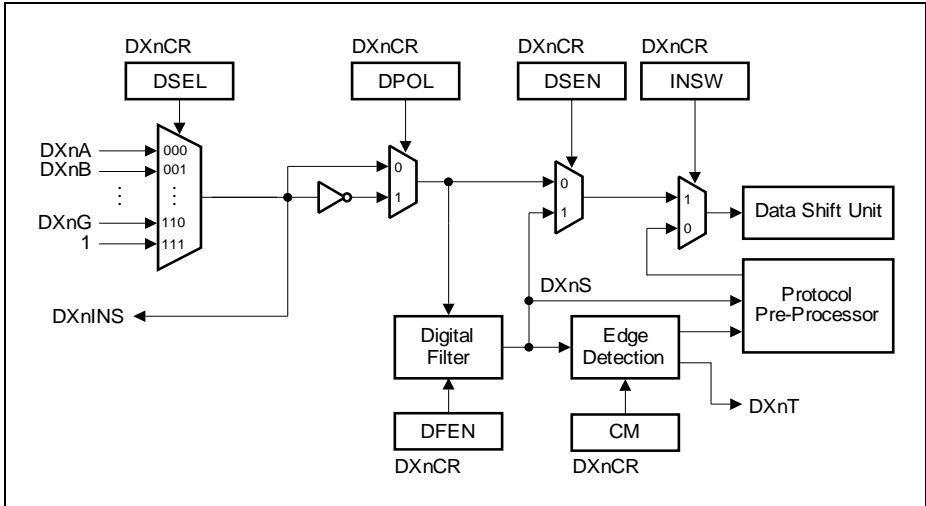 DXnCR
DXnCR
DXnCR
DXnCR
DSEL
DPOL
DSEN
INSW
DXnA
000
DXnB
001
DXnG
110
1
111
0
1
0
1
1
0
Data Shift Unit
DXnINS
DXnS
Protocol
Pre-Processor
Digital
Filter
Edge
Detection
DXnT
DFEN
CM
DXnCR
DXnCR